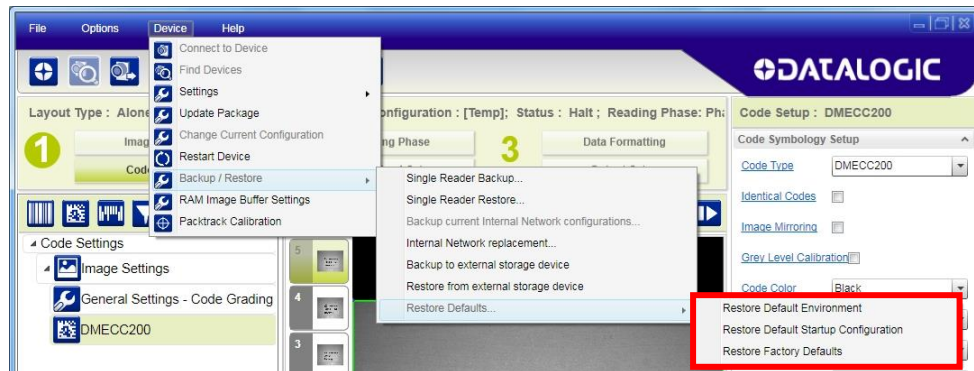 File Options Device Help
DATALOGIC
Connect to Device
Find Devices
Settings
Update Package
Change Current Configuration
Restart Device
Backup / Restore
RAM Image Buffer Settings
Packtrack Calibration
Layout Type : Alone
onfiguration : [Temp]; Status : Halt ; Reading Phase: Pha
1
Imag
Code
ng Phase
3
Data Formatting
Single Reader Backup...
Single Reader Restore...
Backup current Internal Network configurations...
Internal Network replacement...
Backup to external storage device
Restore from external storage device
Restore Defaults...
Restore Default Environment
Restore Default Startup Configuration
Restore Factory Defaults
Code Settings
Image Settings
General Settings - Code Grading
DMECC200
5
4
3
Code Setup : DMECC200
Code Symbology Setup
Code Type DMECC200
Identical Codes
Image Mirroring
Grey Level Calibration
Code Color Black